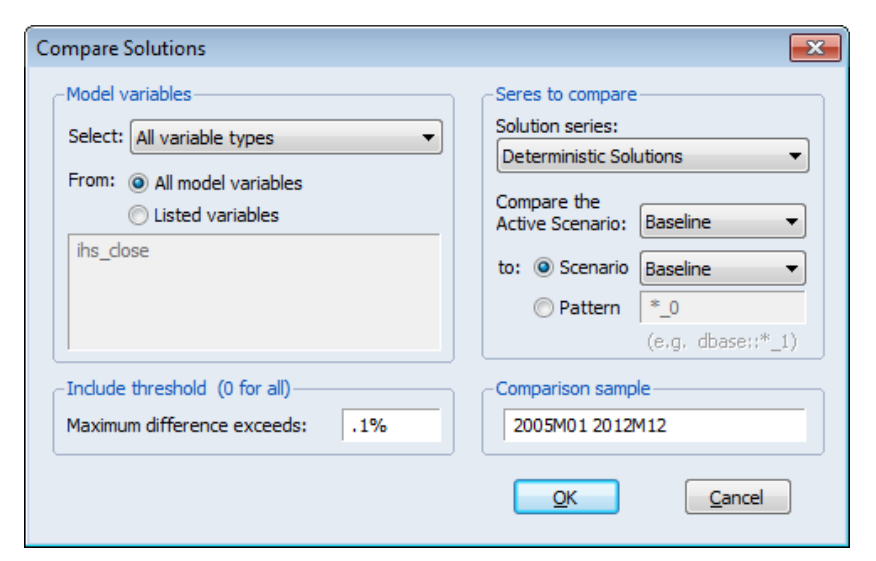 Compare Solutions
Model variables
Select: All variable types
From: All model variables
Listed variables
ihs_close
Include threshold (0 for all)
Maximum difference exceeds: .1%
Seres to compare
Solution series:
Deterministic Solutions
Compare the
Active Scenario: Baseline
to: Scenario Baseline
Pattern *_0
(e.g. dbase::*_1)
Comparison sample
2005M01 2012M12
OK Cancel